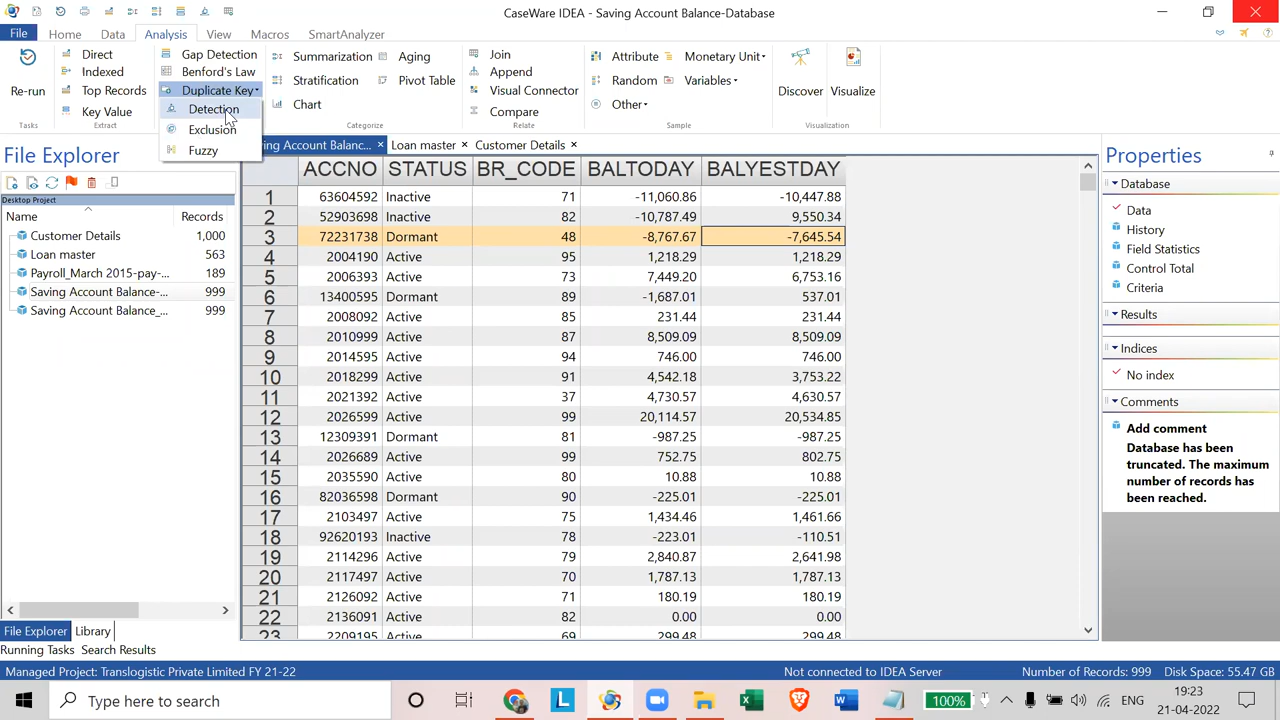 CaseWare IDEA - Saving Account Balance-Database
File Home Data Analysis View Macros SmartAnalyzer
Re-run
Tasks
Direct
Indexed
Top Records
Key Value
Extract
Gap Detection
Benford's Law
Duplicate Key
Detection
Exclusion
Fuzzy
Summarization
Stratification
Chart
Aging
Pivot Table
Categorize
Join
Append
Visual Connector
Compare
Relate
Attribute
Random
Other
Monetary Unit
Variables
Sample
Discover
Visualize
Visualization
File Explorer
Desktop Project
Name Records
Customer Details 1,000
Loan master 563
Payroll_March 2015-pay-... 189
Saving Account Balance-... 999
Saving Account Balance_... 999
File Explorer Library
Running Tasks Search Results
ving Account Balanc... × Loan master × Customer Details ×
ACCNO STATUS BR_CODE BALTODAY BALYESTDAY
1 63604592 Inactive 71 -11,060.86 -10,447.88
2 52903698 Inactive 82 -10,787.49 9,550.34
3 72231738 Dormant 48 -8,767.67 -7,645.54
4 2004190 Active 95 1,218.29 1,218.29
5 2006393 Active 73 7,449.20 6,753.16
6 13400595 Dormant 89 -1,687.01 537.01
7 2008092 Active 85 231.44 231.44
8 2010999 Active 87 8,509.09 8,509.09
9 2014595 Active 94 746.00 746.00
10 2018299 Active 91 4,542.18 3,753.22
11 2021392 Active 37 4,730.57 4,630.57
12 2026599 Active 99 20,114.57 20,534.85
13 12309391 Dormant 81 -987.25 -987.25
14 2026689 Active 99 752.75 802.75
15 2035590 Active 80 10.88 10.88
16 82036598 Dormant 90 -225.01 -225.01
17 2103497 Active 75 1,434.46 1,461.66
18 92620193 Inactive 78 -223.01 -110.51
19 2114296 Active 79 2,840.87 2,641.98
20 2117497 Active 70 1,787.13 1,787.13
21 2126092 Active 71 180.19 180.19
22 2136091 Active 82 0.00 0.00
23 2209195 Active 69 299.48 299.48
Properties
Database
Data
History
Field Statistics
Control Total
Criteria
Results
Indices
No index
Comments
Add comment
Database has been
truncated. The maximum
number of records has
been reached.
Managed Project: Translogistic Private Limited FY 21-22 Not connected to IDEA Server Number of Records: 999 Disk Space: 55.47 GB
Type here to search
100%
ENG
19:23
21-04-2022